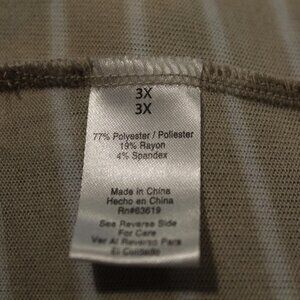 3X
3X
77% Polyester / Poliester
19% Rayon
4% Spandex
Made in China
Hecho en China
Rn#63619
See Reverse Side
For Care
Ver Al Reverso Para
El Cuidado